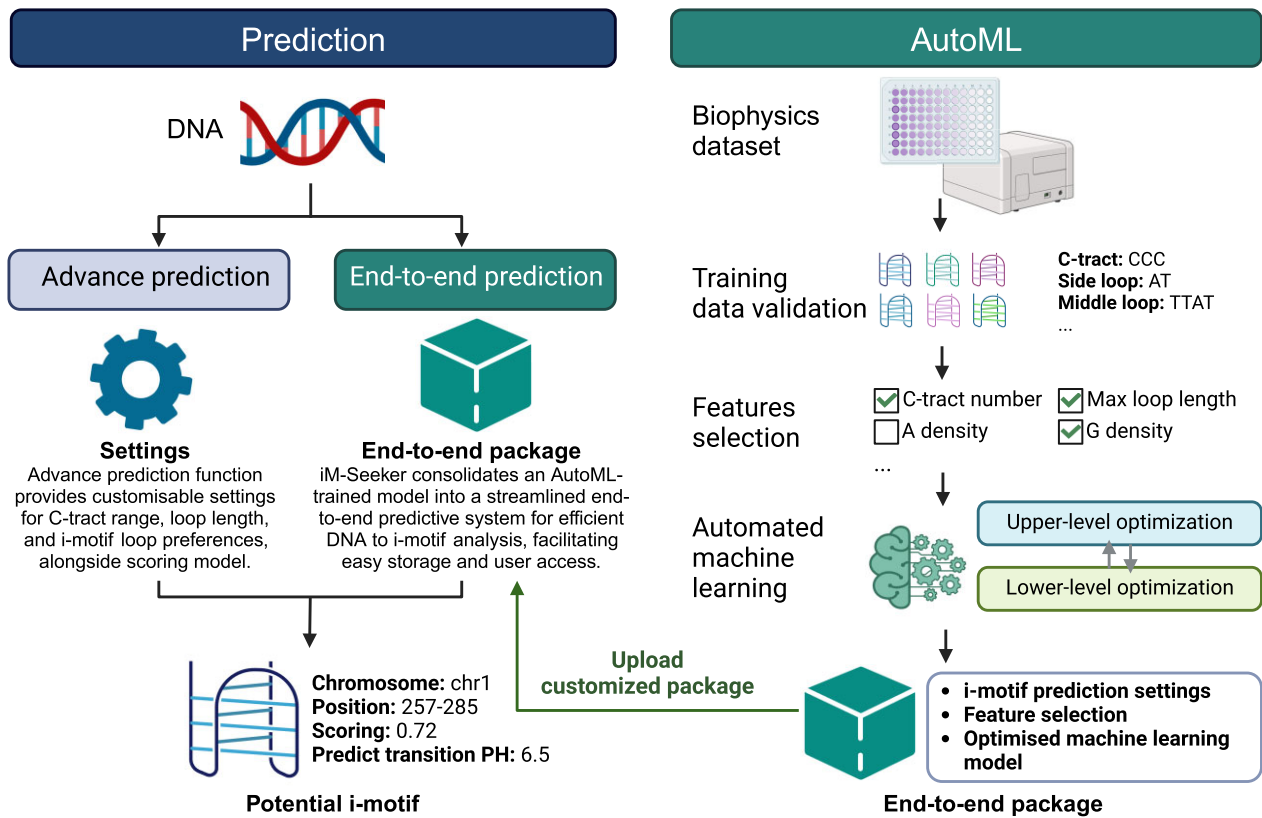 Prediction
DNA
Advance prediction
End-to-end prediction
Settings
Advance prediction function
provides customisable settings
for C-tract range, loop length,
and i-motif loop preferences,
alongside scoring model.
End-to-end package
iM-Seeker consolidates an AutoML-
trained model into a streamlined end-
to-end predictive system for efficient
DNA to i-motif analysis, facilitating
easy storage and user access.
Chromosome: chr1
Position: 257-285
Scoring: 0.72
Predict transition PH: 6.5
Potential i-motif
Upload
customized package
AutoML
Biophysics
dataset
Training
data validation
C-tract: CCC
Side loop: AT
Middle loop: TTAT
...
Features
selection
C-tract number
Max loop length
A density
G density
...
Automated
machine
learning
Upper-level optimization
Lower-level optimization
• i-motif prediction settings
• Feature selection
• Optimised machine learning
model
End-to-end package